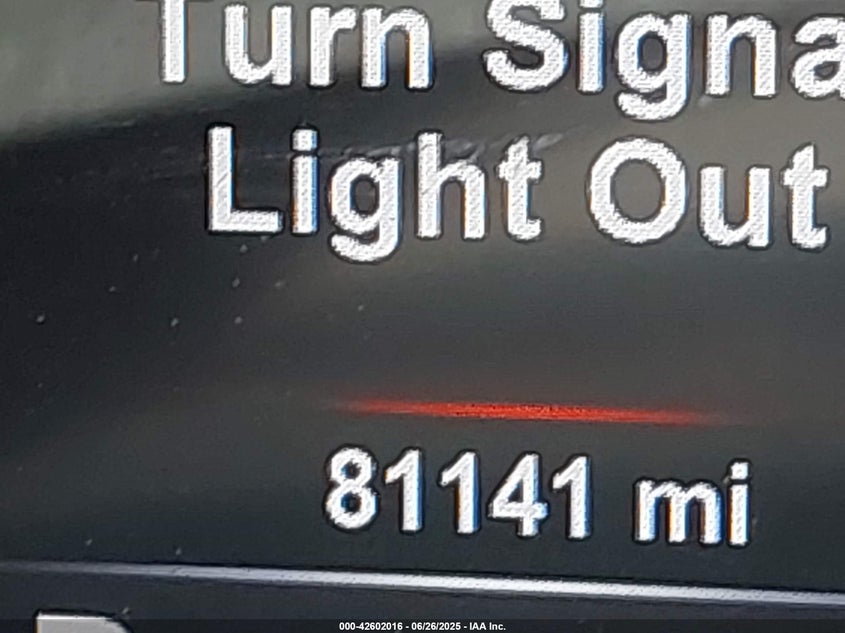 Turn Signa
Light Out
81141 mi
000-42602016 - 06/26/2025 - IAA Inc.